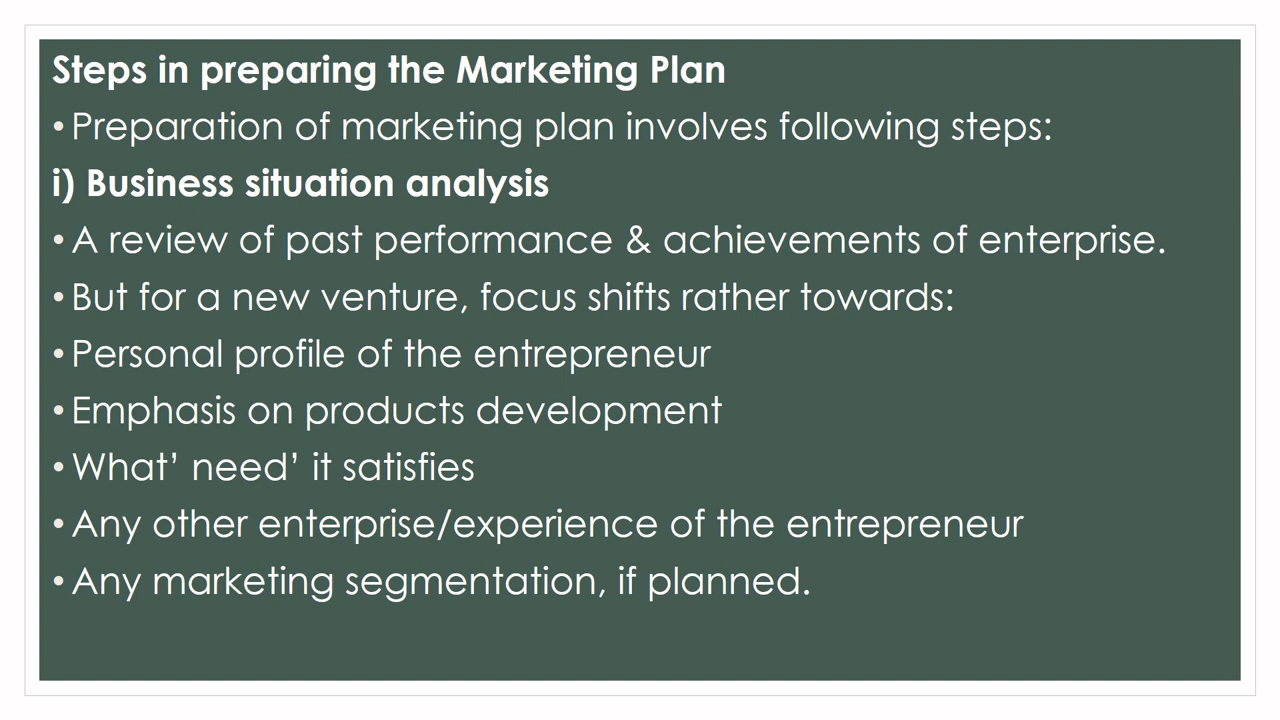 Steps in preparing the Marketing Plan
• Preparation of marketing plan involves following steps:
i) Business situation analysis
• A review of past performance & achievements of enterprise.
• But for a new venture, focus shifts rather towards:
• Personal profile of the entrepreneur
• Emphasis on products development
• What’ need’ it satisfies
• Any other enterprise/experience of the entrepreneur
• Any marketing segmentation, if planned.